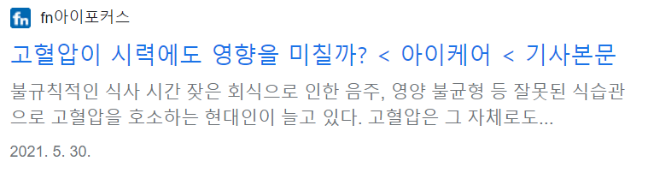 fn fn아이포커스
고혈압이 시력에도 영향을 미칠까? < 아이케어 < 기사본문
불규칙적인 식사 시간 잦은 회식으로 인한 음주, 영양 불균형 등 잘못된 식습관
으로 고혈압을 호소하는 현대인이 늘고 있다. 고혈압은 그 자체로도...
2021. 5. 30.